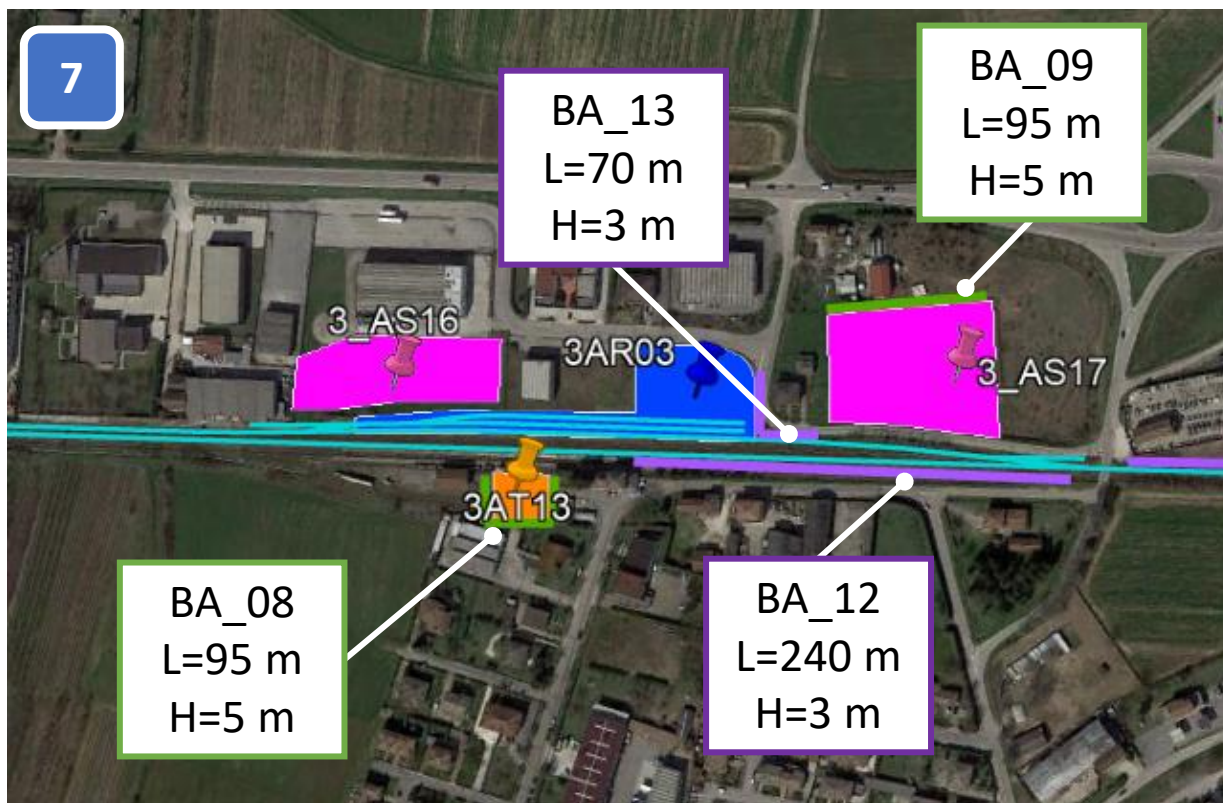 7
BA_13
L=70 m
H=3 m
BA_09
L=95 m
H=5 m
3_AS16
3AR03
3_AS17
3AT13
BA_08
L=95 m
H=5 m
BA_12
L=240 m
H=3 m